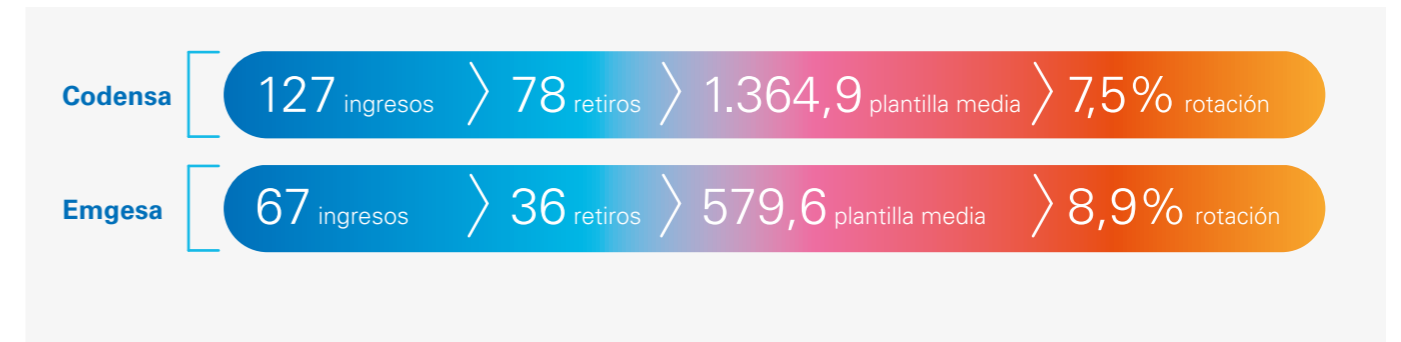 Codensa 127 ingresos 78 retiros 1.364,9 plantilla media 7,5% rotación
Emgesa 67 ingresos 36 retiros 579,6 plantilla media 8,9% rotación